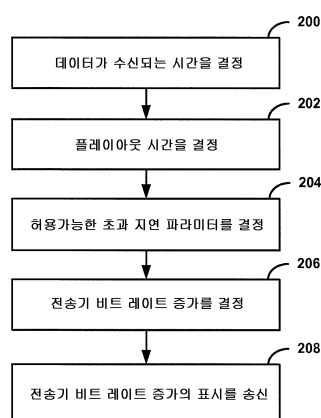 200
데이터가 수신되는 시간을 결정
202
플레이아웃 시간을 결정
204
허용가능한 초과 지연 파라미터를 결정
206
전송기 비트 레이트 증가를 결정
208
전송기 비트 레이트 증가의 표시를 송신